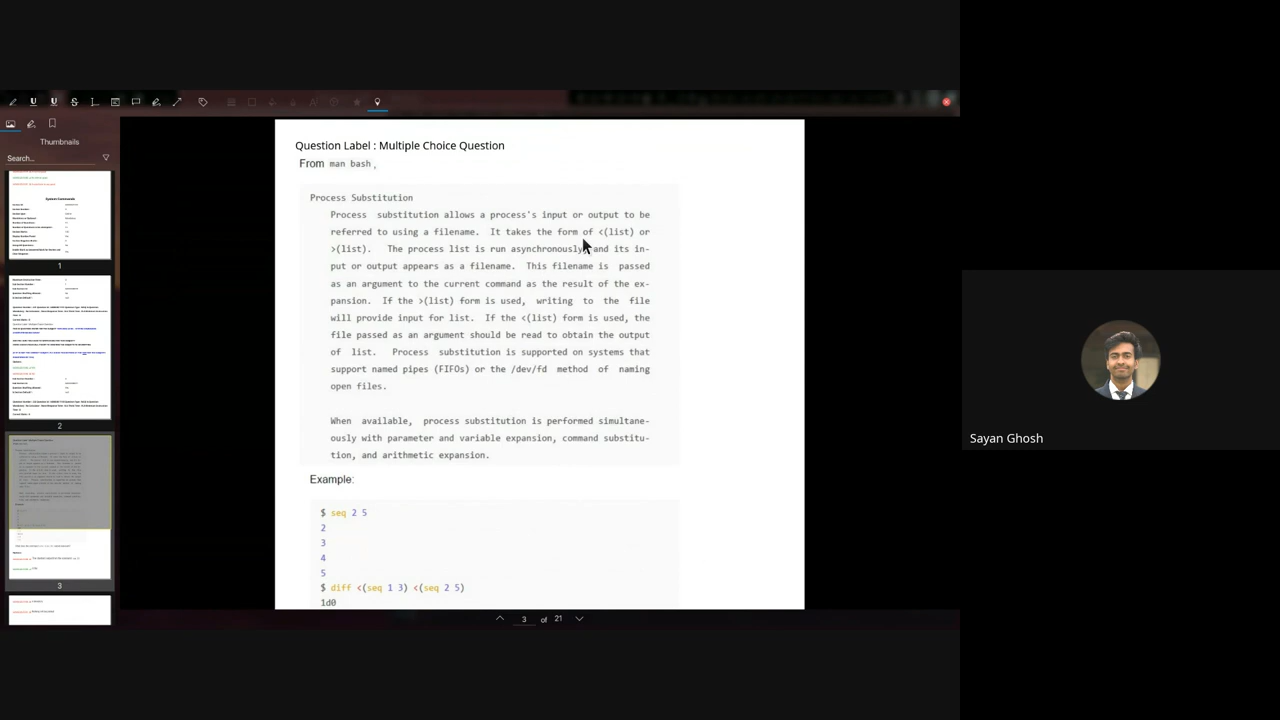 Thumbnails
Search...
System Commands
1
2
3
Question Label : Multiple Choice Question
From man bash ,
Process Substitution
Process substitution allows a process's input or output to be
referred to using a filename. It takes the form of <(list) or
>(list). The process list is run asynchronously, and its in-
put or output appears as a filename. This filename is passed
as an argument to the current command as the result of the ex-
pansion. If the >(list) form is used, writing to the file
will provide input for list. If the <(list) form is used, the
file passed as an argument should be read to obtain the output
of list. Process substitution is supported on systems that
support named pipes (FIFOs) or the /dev/fd method of naming
open files.
When available, process substitution is performed simultane-
ously with parameter and variable expansion, command substitu-
tion, and arithmetic expansion.
Example:
$ seq 2 5
2
3
4
5
$ diff <(seq 1 3) <(seq 2 5)
1d0
3 of 21
Sayan Ghosh